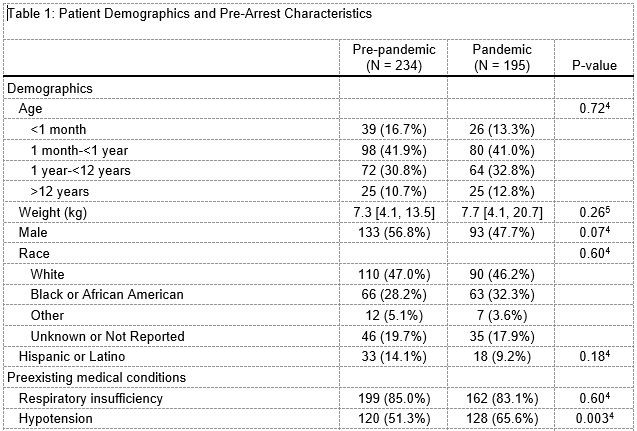 Table 1: Patient Demographics and Pre-Arrest Characteristics
Pre-pandemic Pandemic
(N = 234) (N = 195) P-value
Demographics
Age 0.72⁴
<1 month 39 (16.7%) 26 (13.3%)
1 month-<1 year 98 (41.9%) 80 (41.0%)
1 year-<12 years 72 (30.8%) 64 (32.8%)
>12 years 25 (10.7%) 25 (12.8%)
Weight (kg) 7.3 [4.1, 13.5] 7.7 [4.1, 20.7] 0.26⁵
Male 133 (56.8%) 93 (47.7%) 0.07⁴
Race 0.60⁴
White 110 (47.0%) 90 (46.2%)
Black or African American 66 (28.2%) 63 (32.3%)
Other 12 (5.1%) 7 (3.6%)
Unknown or Not Reported 46 (19.7%) 35 (17.9%)
Hispanic or Latino 33 (14.1%) 18 (9.2%) 0.18⁴
Preexisting medical conditions
Respiratory insufficiency 199 (85.0%) 162 (83.1%) 0.60⁴
Hypotension 120 (51.3%) 128 (65.6%) 0.003⁴